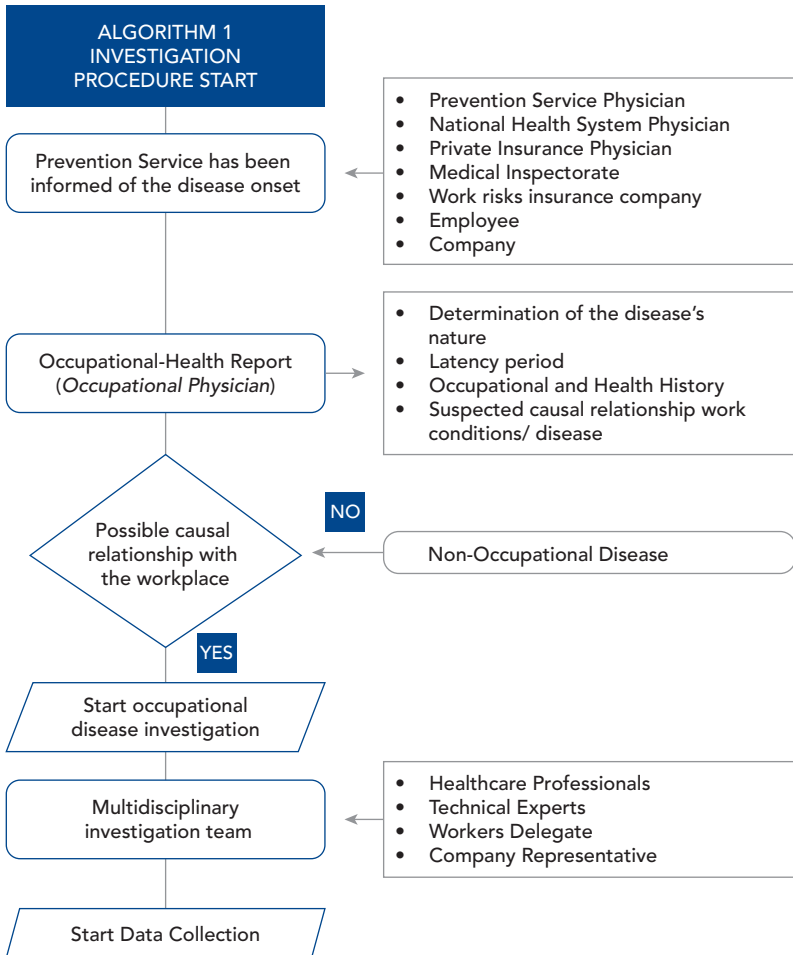 ALGORITHM 1
INVESTIGATION
PROCEDURE START
Prevention Service has been
informed of the disease onset
• Prevention Service Physician
• National Health System Physician
• Private Insurance Physician
• Medical Inspectorate
• Work risks insurance company
• Employee
• Company
Occupational-Health Report
(Occupational Physician)
• Determination of the disease's
nature
• Latency period
• Occupational and Health History
• Suspected causal relationship work
conditions/ disease
Possible causal
relationship with
the workplace
NO
Non-Occupational Disease
YES
Start occupational
disease investigation
Multidisciplinary
investigation team
• Healthcare Professionals
• Technical Experts
• Workers Delegate
• Company Representative
Start Data Collection